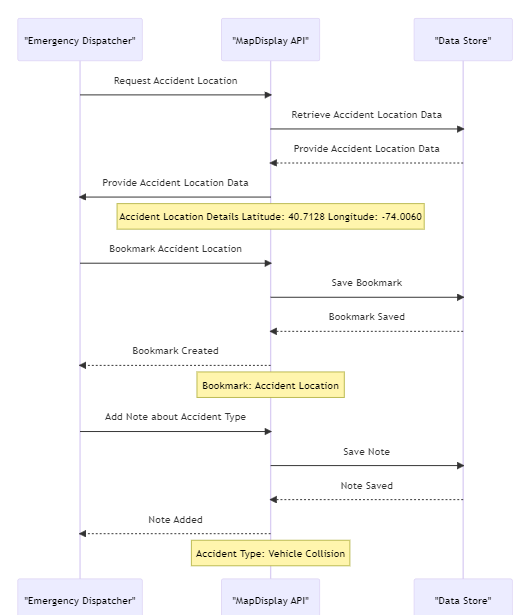 "Emergency Dispatcher"
"MapDisplay API"
"Data Store"
Request Accident Location
Retrieve Accident Location Data
Provide Accident Location Data
Provide Accident Location Data
Accident Location Details Latitude: 40.7128 Longitude: -74.0060
Bookmark Accident Location
Save Bookmark
Bookmark Saved
Bookmark Created
Bookmark: Accident Location
Add Note about Accident Type
Save Note
Note Saved
Note Added
Accident Type: Vehicle Collision
"Emergency Dispatcher"
"MapDisplay API"
"Data Store"